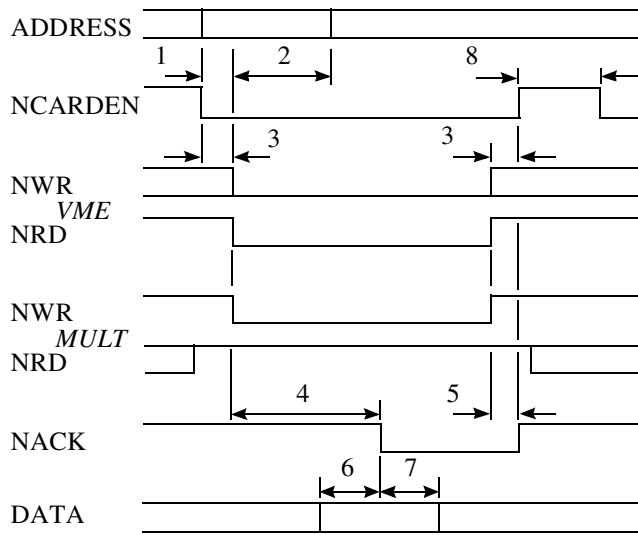 ADDRESS
1 2 8
NCARDEN
3 3
NWR
VME
NRD
NWR
MULT
NRD
4 5
NACK
6 7
DATA